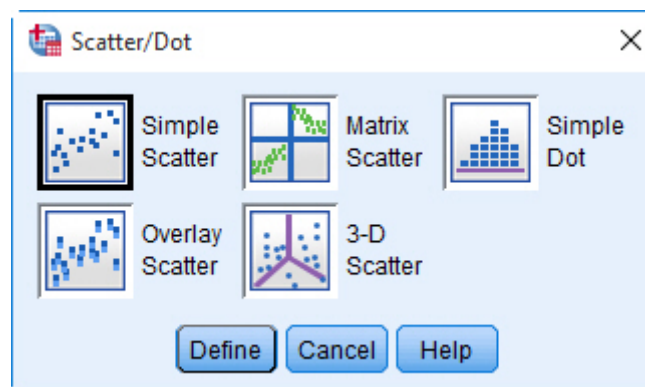 Scatter/Dot
Simple
Scatter
Matrix
Scatter
Simple
Dot
Overlay
Scatter
3-D
Scatter
Define
Cancel
Help